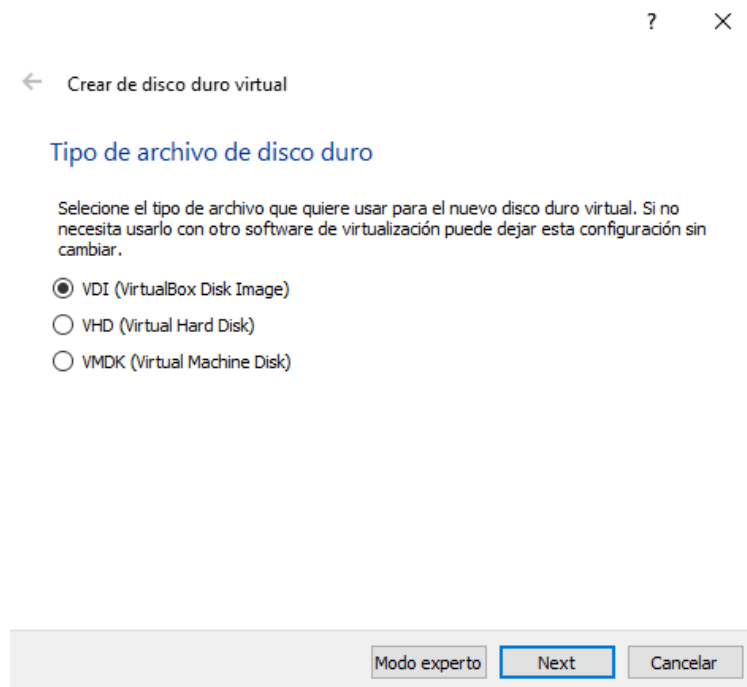 ?
Crear de disco duro virtual
Tipo de archivo de disco duro
Selecione el tipo de archivo que quiere usar para el nuevo disco duro virtual. Si no
necesita usarlo con otro software de virtualización puede dejar esta configuración sin
cambiar.
VDI (VirtualBox Disk Image)
VHD (Virtual Hard Disk)
VMDK (Virtual Machine Disk)
Modo experto Next Cancelar